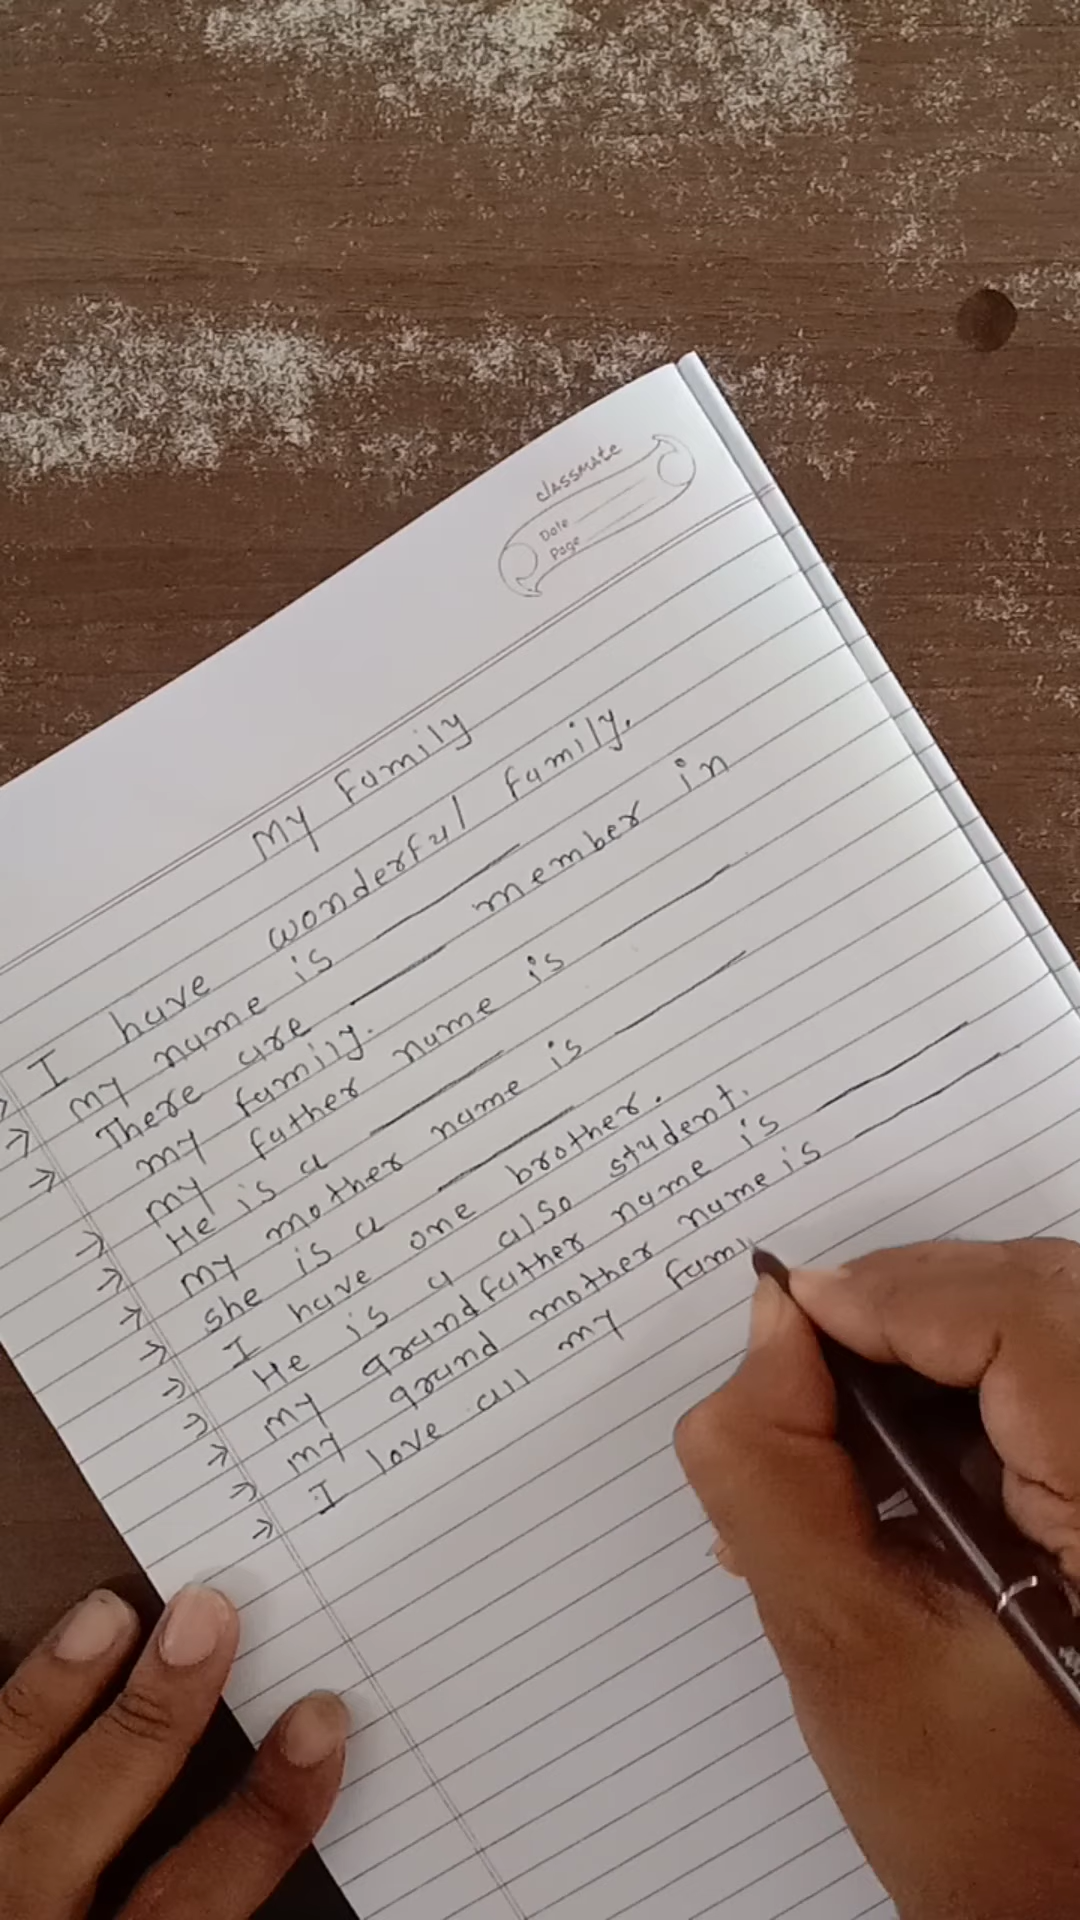 classmate
Date
Page
My Family
→ I have wonderful family.
→ My name is
→ There are member in
my family.
→ My father name is
→ He is a
→ My mother name is
→ She is a
→ I have one brother.
→ He is a also student.
→ My grandfather name is
→ My grand mother name is
→ I love all my fami